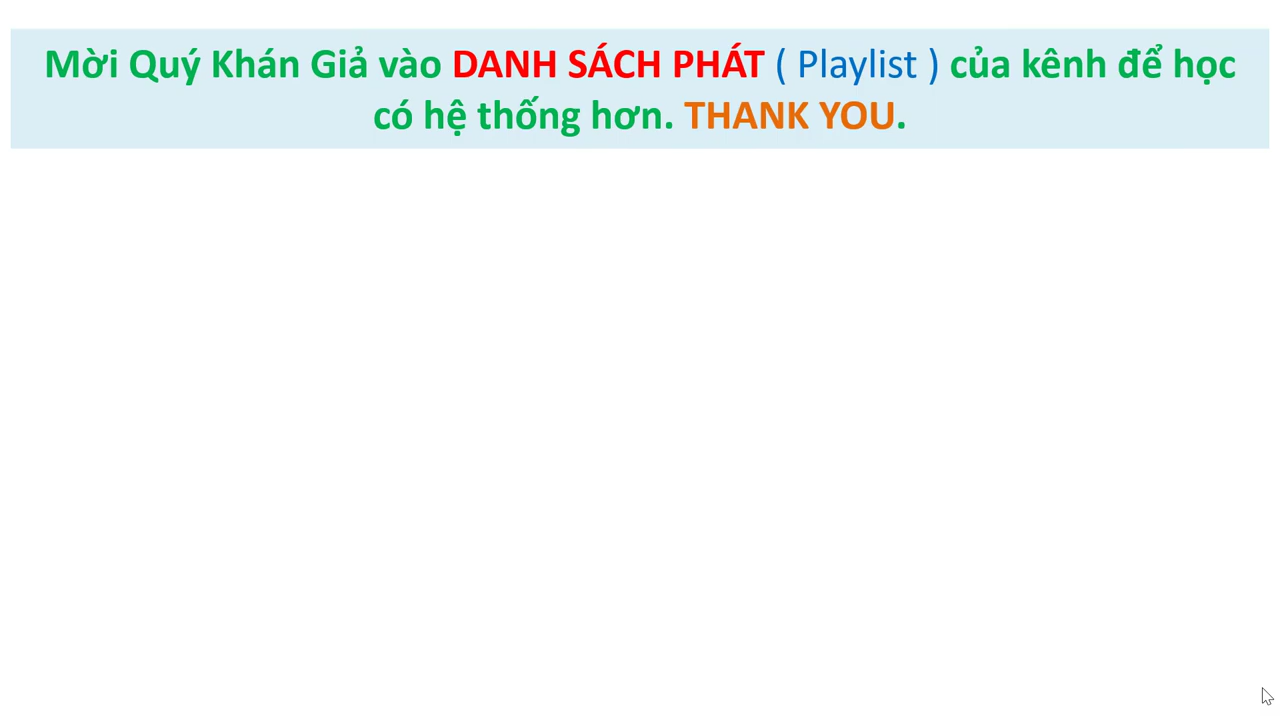 Mời Quý Khán Giả vào DANH SÁCH PHÁT ( Playlist ) của kênh để học
có hệ thống hơn. THANK YOU.